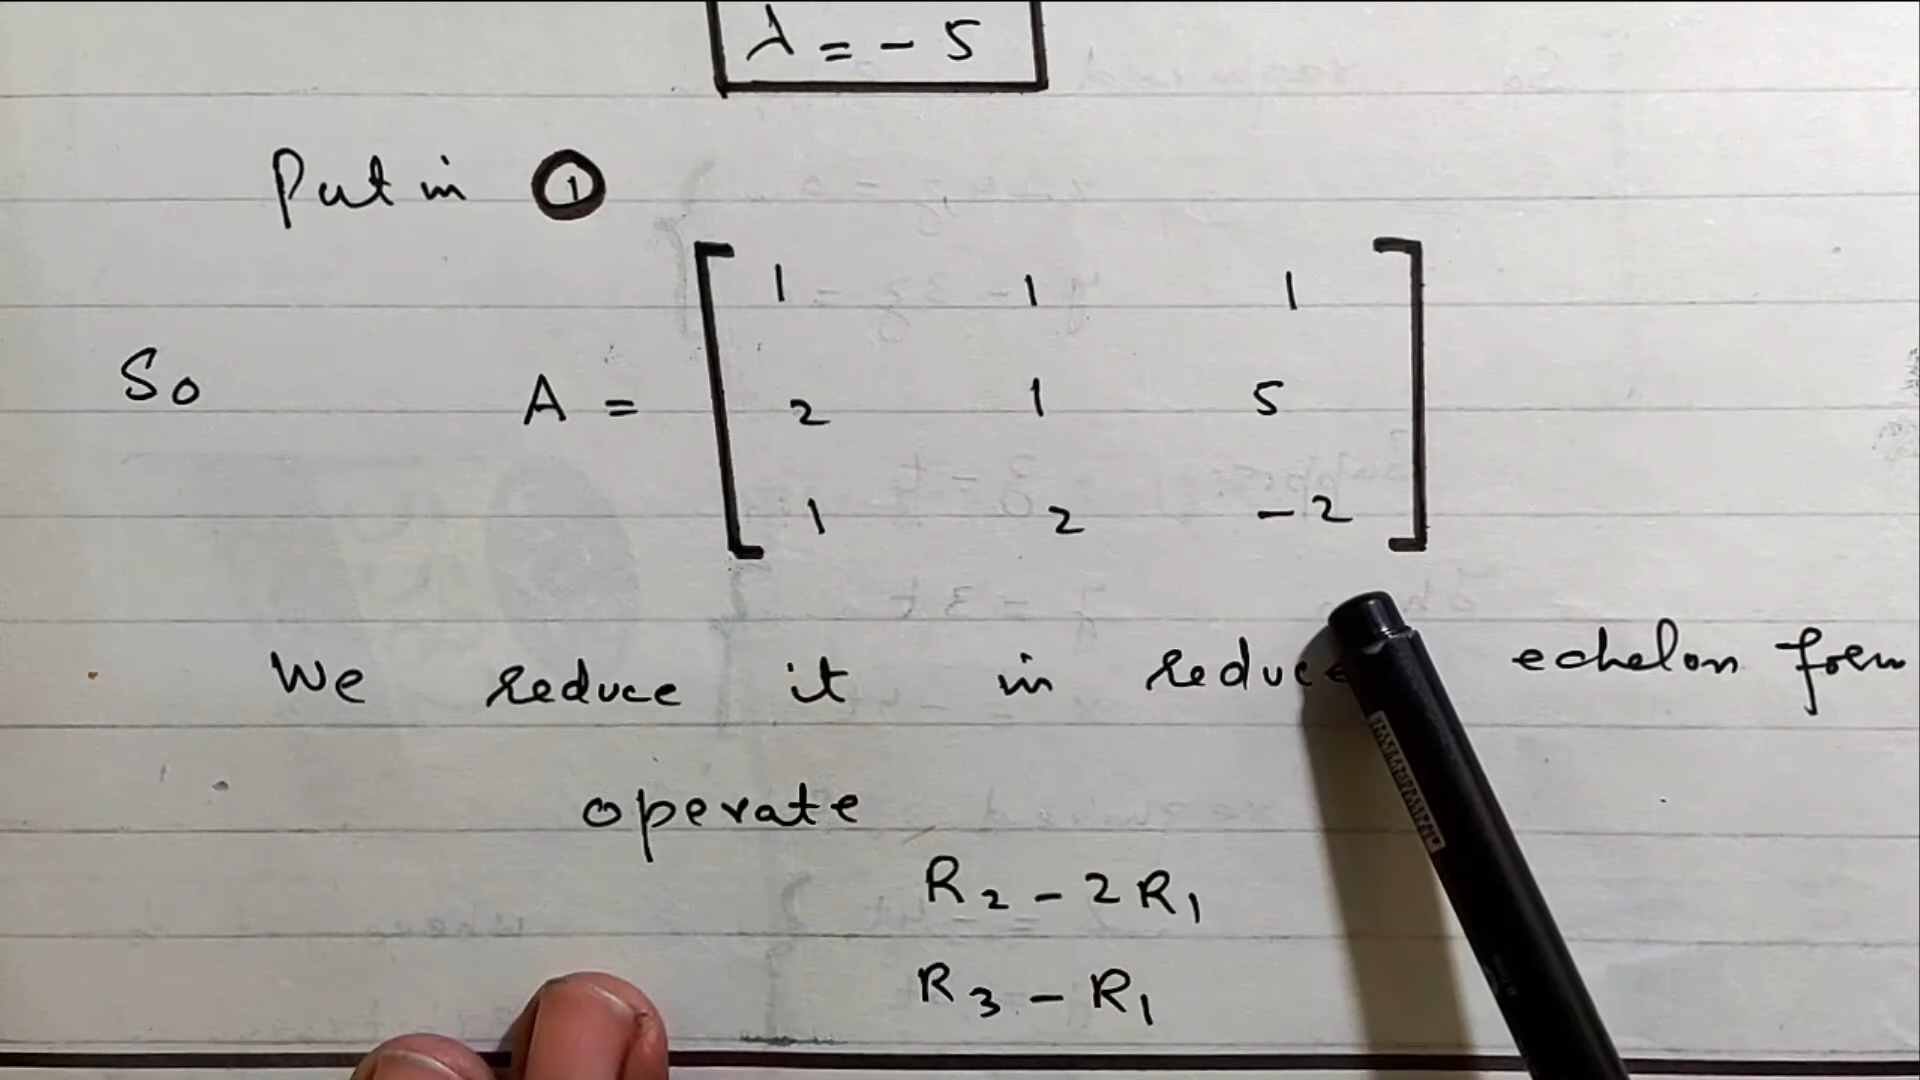 λ = - 5
Put in ①
1 1 1
So A = 2 1 5
1 2 -2
We reduce it in reduce echelon form
operate
R2 - 2R1
R3 - R1